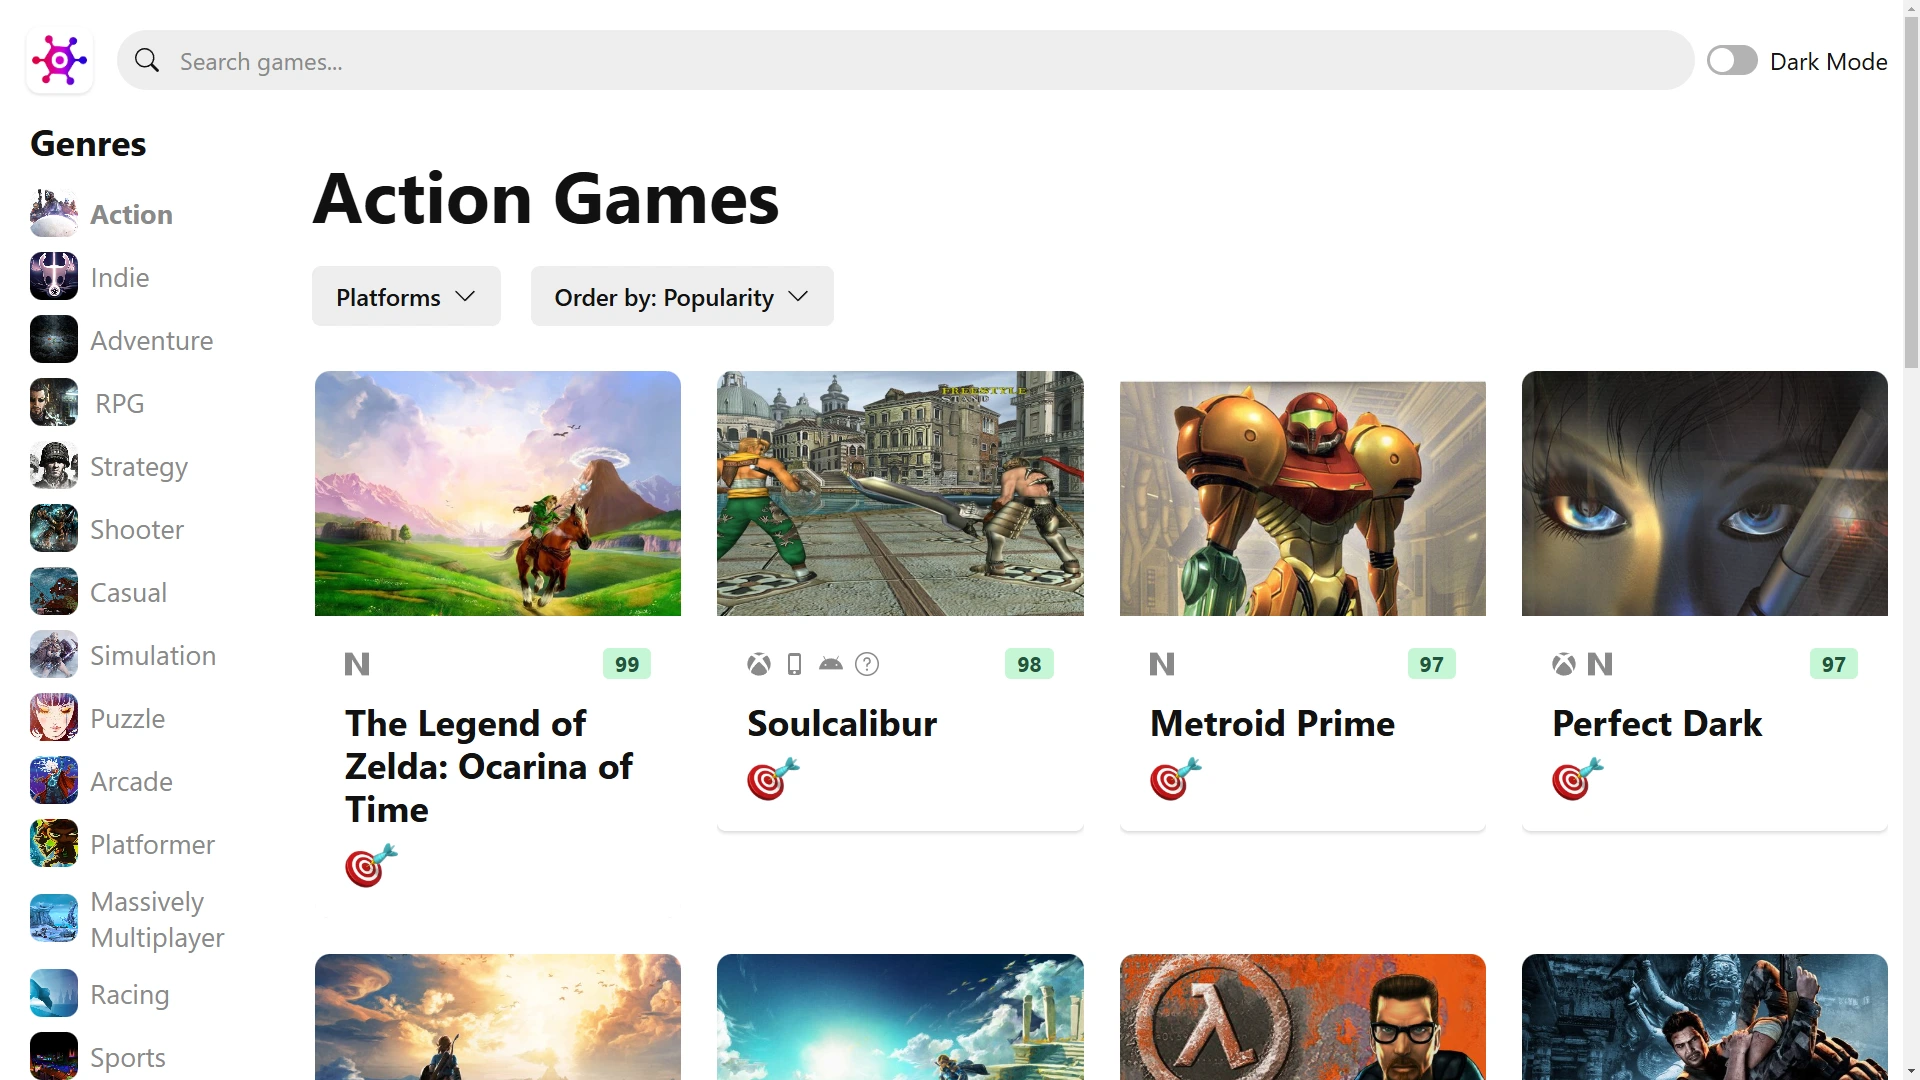 Search games...
Dark Mode
Genres
Action
Indie
Adventure
RPG
Strategy
Shooter
Casual
Simulation
Puzzle
Arcade
Platformer
Massively
Multiplayer
Racing
Sports
Action Games
Platforms
Order by: Popularity
FREESTYLE
STAND
99
The Legend of
Zelda: Ocarina of
Time
98
Soulcalibur
97
Metroid Prime
97
Perfect Dark